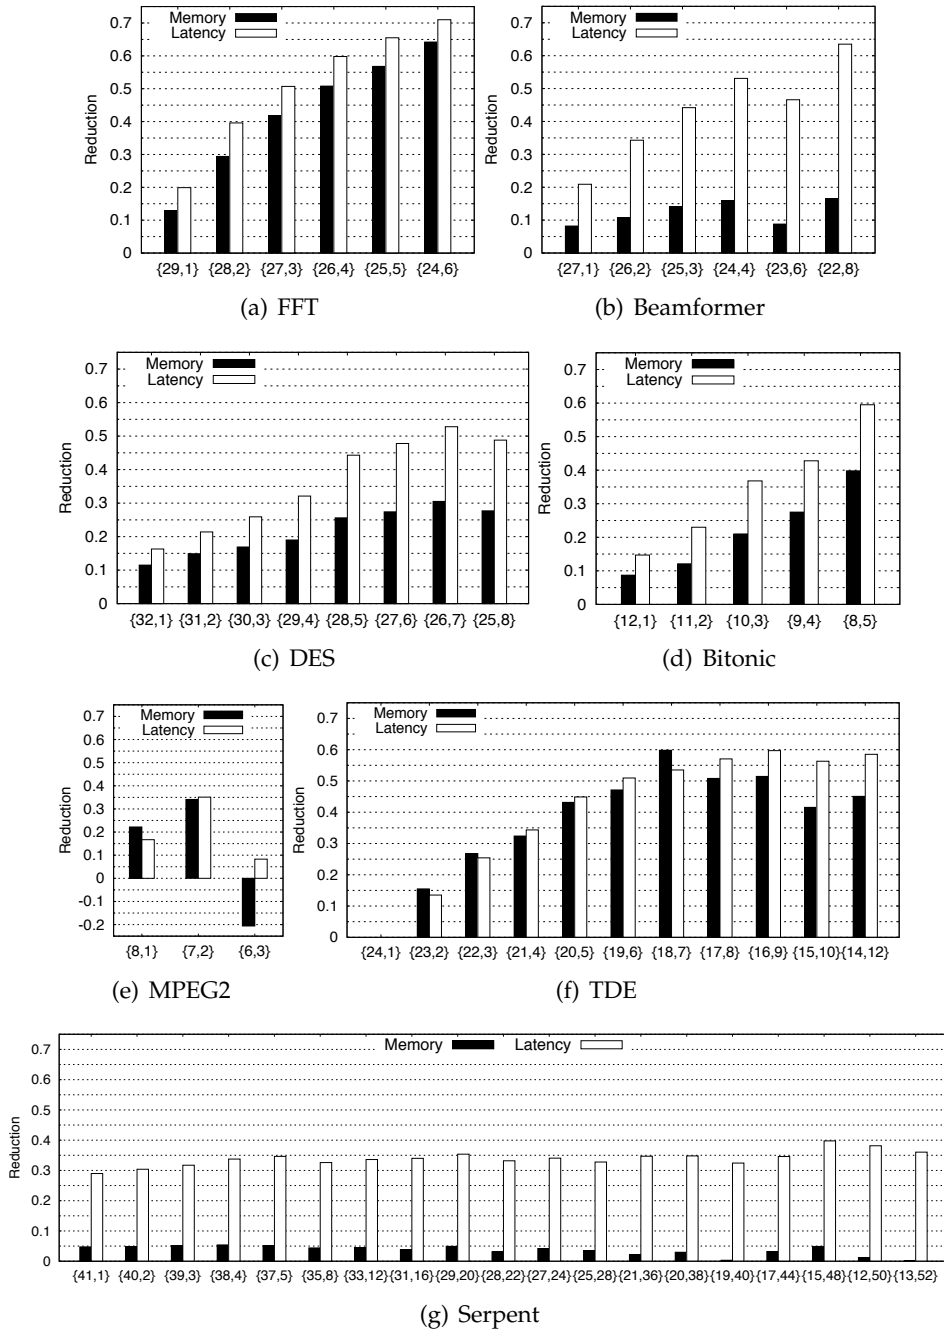 Memory
Latency
Reduction
0.7
0.6
0.5
0.4
0.3
0.2
0.1
0
{29,1} {28,2} {27,3} {26,4} {25,5} {24,6}
(a) FFT
Memory
Latency
Reduction
0.7
0.6
0.5
0.4
0.3
0.2
0.1
0
{27,1} {26,2} {25,3} {24,4} {23,6} {22,8}
(b) Beamformer
Memory
Latency
Reduction
0.7
0.6
0.5
0.4
0.3
0.2
0.1
0
{32,1} {31,2} {30,3} {29,4} {28,5} {27,6} {26,7} {25,8}
(c) DES
Memory
Latency
Reduction
0.7
0.6
0.5
0.4
0.3
0.2
0.1
0
{12,1} {11,2} {10,3} {9,4} {8,5}
(d) Bitonic
Memory
Latency
Reduction
0.7
0.6
0.5
0.4
0.3
0.2
0.1
0
-0.1
-0.2
{8,1} {7,2} {6,3}
(e) MPEG2
Memory
Latency
Reduction
0.7
0.6
0.5
0.4
0.3
0.2
0.1
0
{24,1} {23,2} {22,3} {21,4} {20,5} {19,6} {18,7} {17,8} {16,9} {15,10} {14,12}
(f) TDE
Memory Latency
Reduction
0.7
0.6
0.5
0.4
0.3
0.2
0.1
0
{41,1} {40,2} {39,3} {38,4} {37,5} {35,8} {33,12} {31,16} {29,20} {28,22} {27,24} {25,28} {21,36} {20,38} {19,40} {17,44} {15,48} {12,50} {13,52}
(g) Serpent